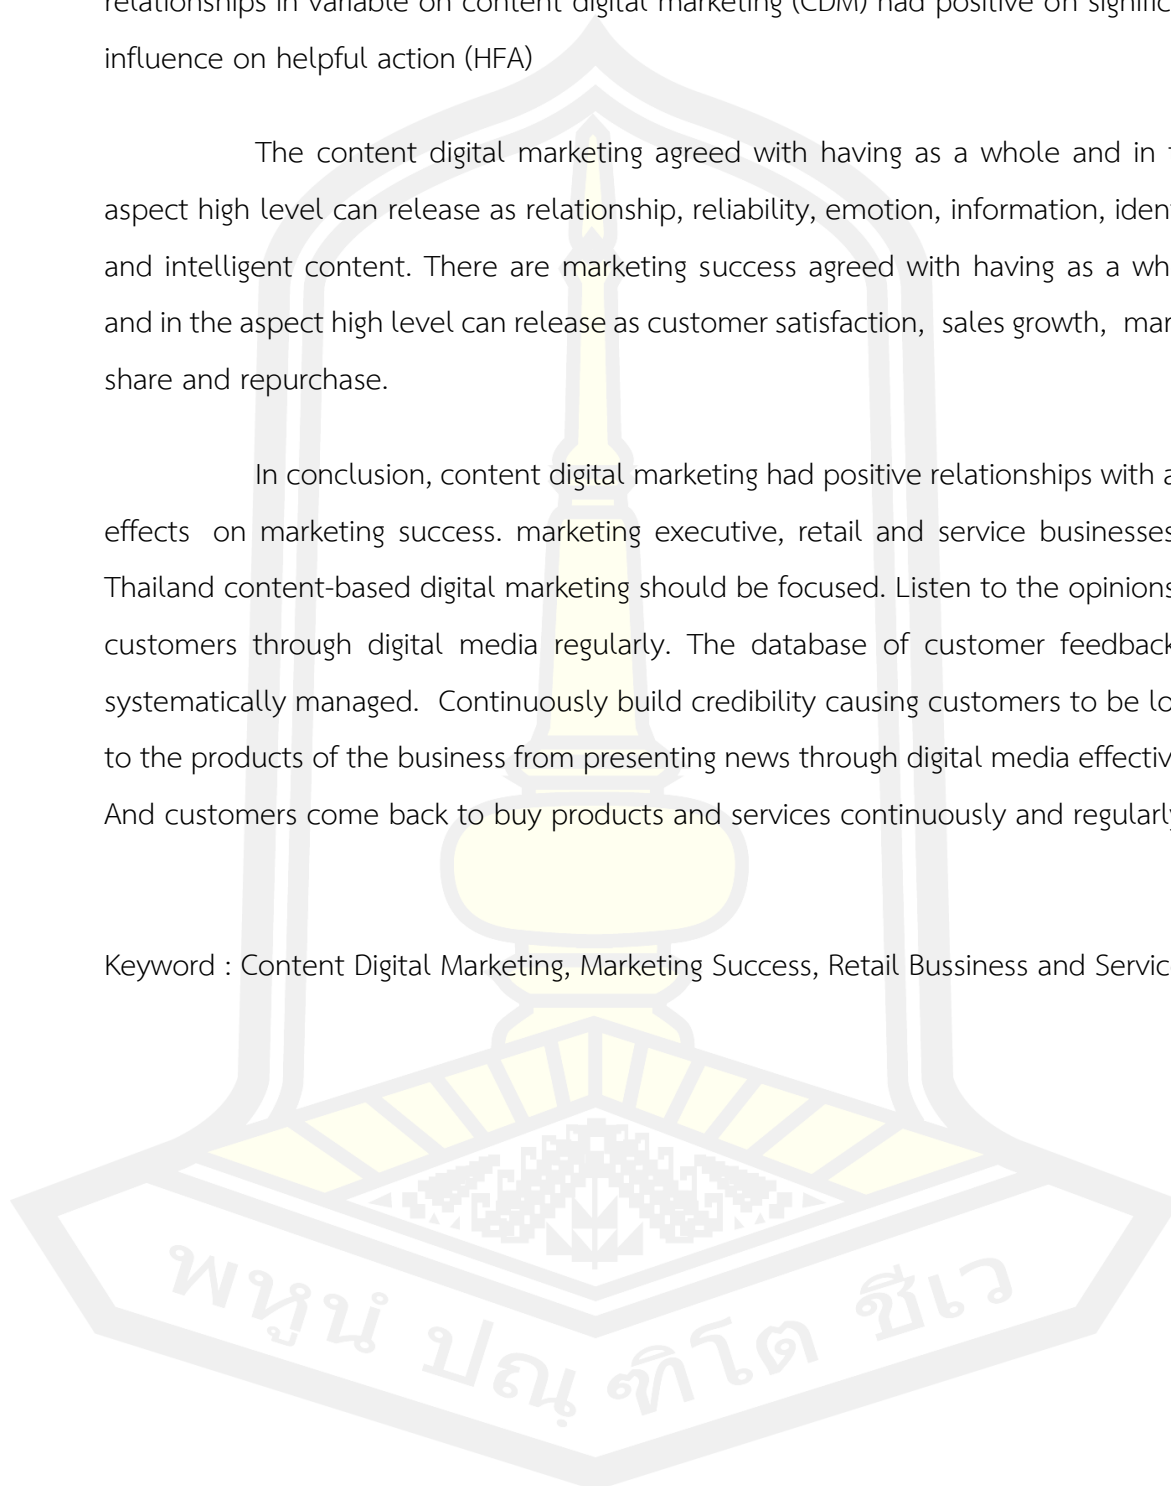 relationships in variable on content digital marketing (CDM) had positive on signific
influence on helpful action (HFA)
The content digital marketing agreed with having as a whole and in
aspect high level can release as relationship, reliability, emotion, information, iden
and intelligent content. There are marketing success agreed with having as a wh
and in the aspect high level can release as customer satisfaction, sales growth, mar
share and repurchase.
In conclusion, content digital marketing had positive relationships with a
effects on marketing success. marketing executive, retail and service businesses
Thailand content-based digital marketing should be focused. Listen to the opinions
customers through digital media regularly. The database of customer feedback
systematically managed. Continuously build credibility causing customers to be lo
to the products of the business from presenting news through digital media effectiv
And customers come back to buy products and services continuously and regularly
Keyword : Content Digital Marketing, Marketing Success, Retail Bussiness and Servic
พหูนํ ปณฺฑิโต ชีเว